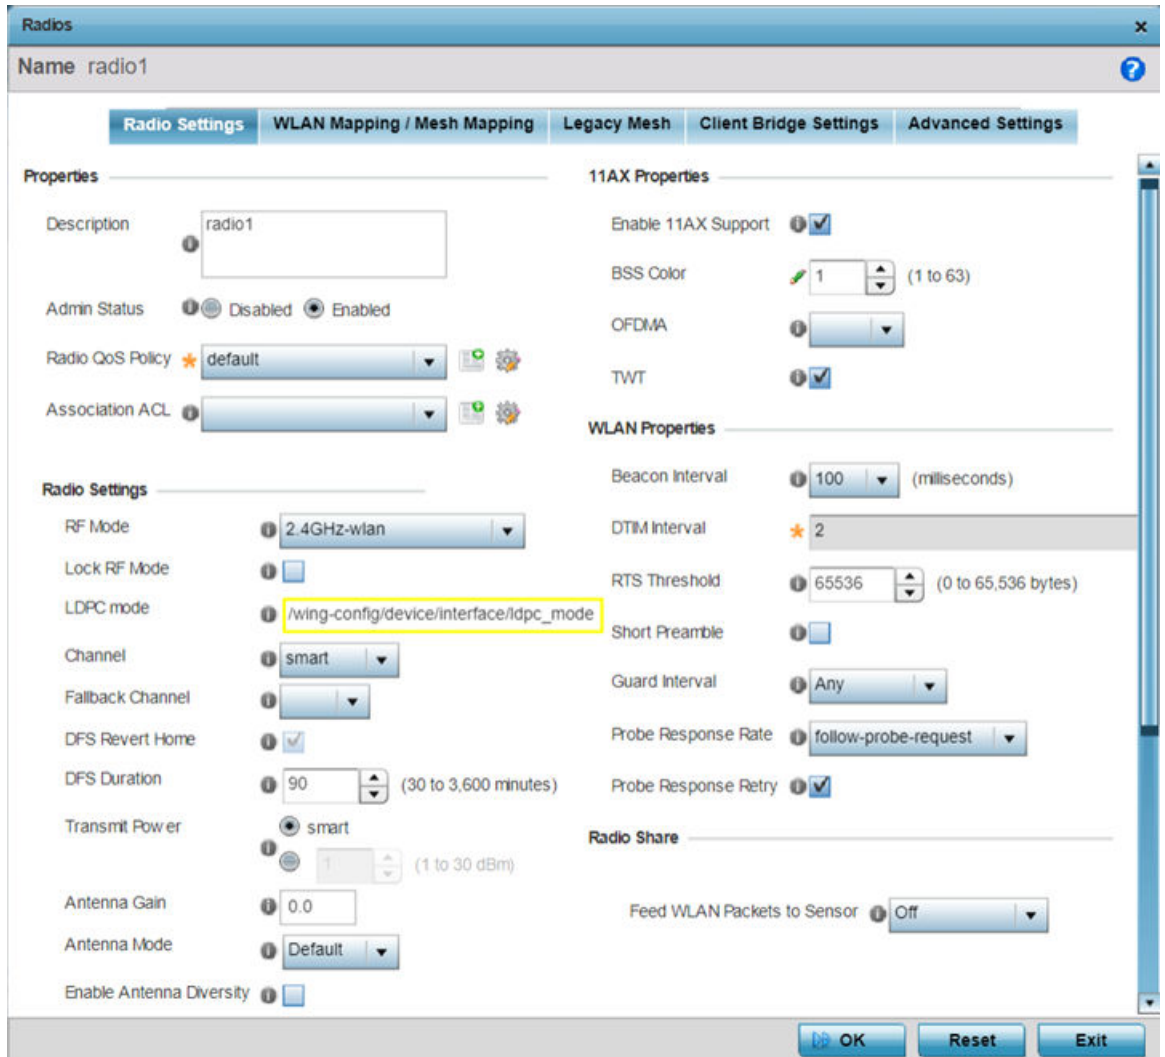 Radios
Name radio1
Radio Settings
WLAN Mapping / Mesh Mapping
Legacy Mesh
Client Bridge Settings
Advanced Settings
Properties
Description radio1
Admin Status Disabled Enabled
Radio QoS Policy default
Association ACL
Radio Settings
RF Mode 2.4GHz-wlan
Lock RF Mode
LDPC mode /wing-config/device/interface/ldpc_mode
Channel smart
Fallback Channel
DFS Revert Home
DFS Duration 90 (30 to 3,600 minutes)
Transmit Power smart
1 (1 to 30 dBm)
Antenna Gain 0.0
Antenna Mode Default
Enable Antenna Diversity
11AX Properties
Enable 11AX Support
BSS Color 1 (1 to 63)
OFDMA
TWT
WLAN Properties
Beacon Interval 100 (milliseconds)
DTIM Interval 2
RTS Threshold 65536 (0 to 65,536 bytes)
Short Preamble
Guard Interval Any
Probe Response Rate follow-probe-request
Probe Response Retry
Radio Share
Feed WLAN Packets to Sensor Off
OK
Reset
Exit